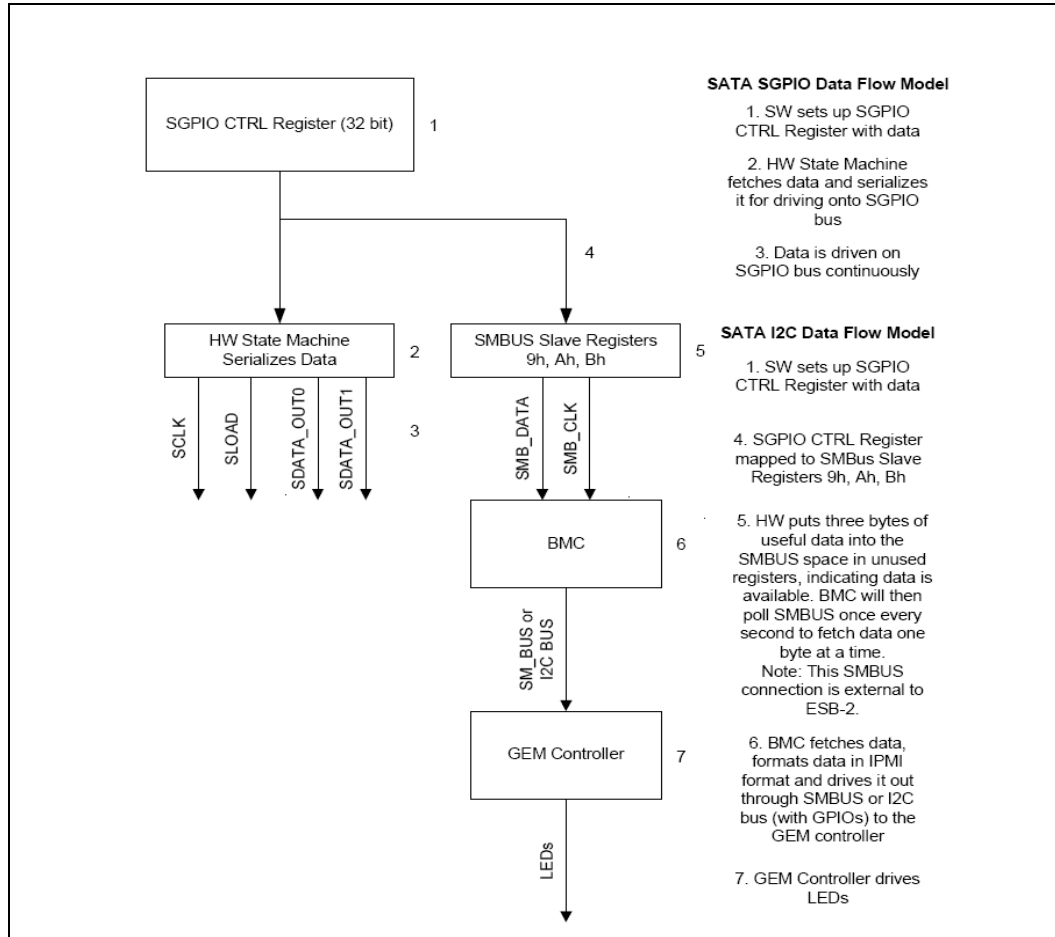 SGPIO CTRL Register (32 bit)
1
4
HW State Machine
Serializes Data
2
SMBUS Slave Registers
9h, Ah, Bh
5
SCLK
SLOAD
SDATA_OUT0
SDATA_OUT1
3
SMB_DATA
SMB_CLK
BMC
6
SM_BUS or
I2C BUS
GEM Controller
7
LEDs
SATA SGPIO Data Flow Model
1. SW sets up SGPIO
CTRL Register with data
2. HW State Machine
fetches data and serializes
it for driving onto SGPIO
bus
3. Data is driven on
SGPIO bus continuously
SATA I2C Data Flow Model
1. SW sets up SGPIO
CTRL Register with data
4. SGPIO CTRL Register
mapped to SMBus Slave
Registers 9h, Ah, Bh
5. HW puts three bytes of
useful data into the
SMBUS space in unused
registers, indicating data is
available. BMC will then
poll SMBUS once every
second to fetch data one
byte at a time.
Note: This SMBUS
connection is external to
ESB-2.
6. BMC fetches data,
formats data in IPMI
format and drives it out
through SMBUS or I2C
bus (with GPIOs) to the
GEM controller
7. GEM Controller drives
LEDs